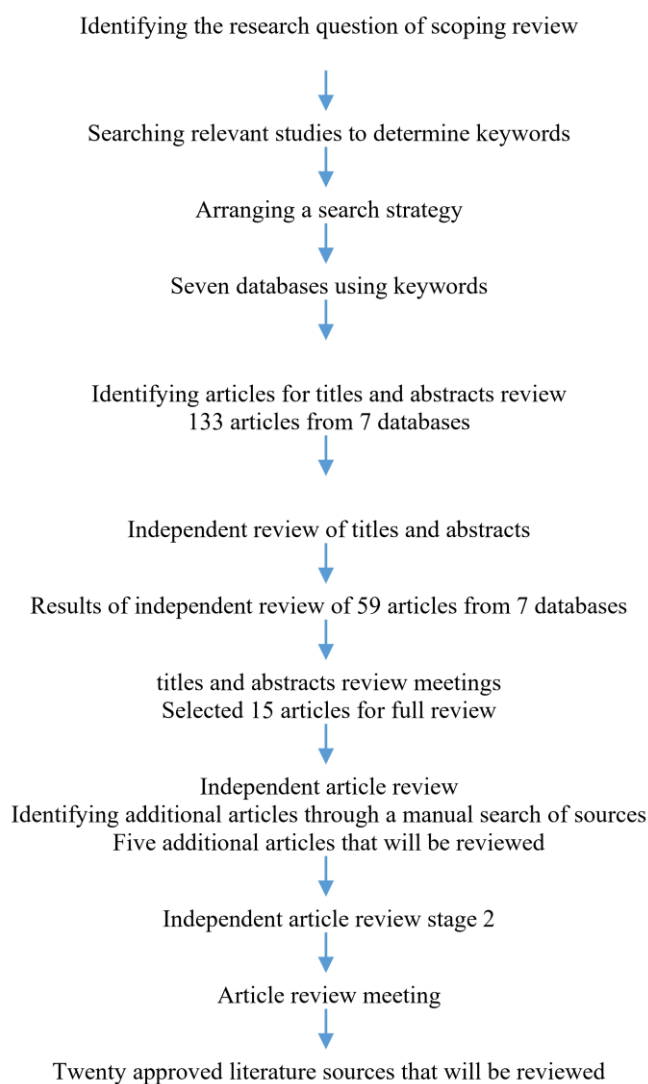 Identifying the research question of scoping review
Searching relevant studies to determine keywords
Arranging a search strategy
Seven databases using keywords
Identifying articles for titles and abstracts review
133 articles from 7 databases
Independent review of titles and abstracts
Results of independent review of 59 articles from 7 databases
titles and abstracts review meetings
Selected 15 articles for full review
Independent article review
Identifying additional articles through a manual search of sources
Five additional articles that will be reviewed
Independent article review stage 2
Article review meeting
Twenty approved literature sources that will be reviewed